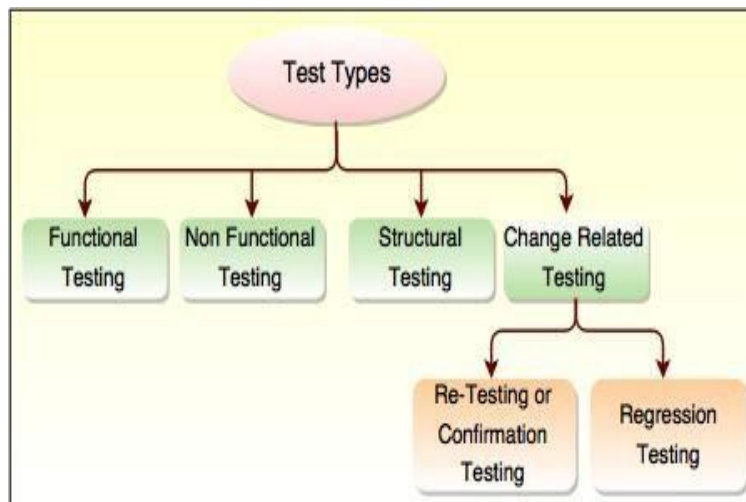 Test Types
Functional
Testing
Non Functional
Testing
Structural
Testing
Change Related
Testing
Re-Testing or
Confirmation
Testing
Regression
Testing